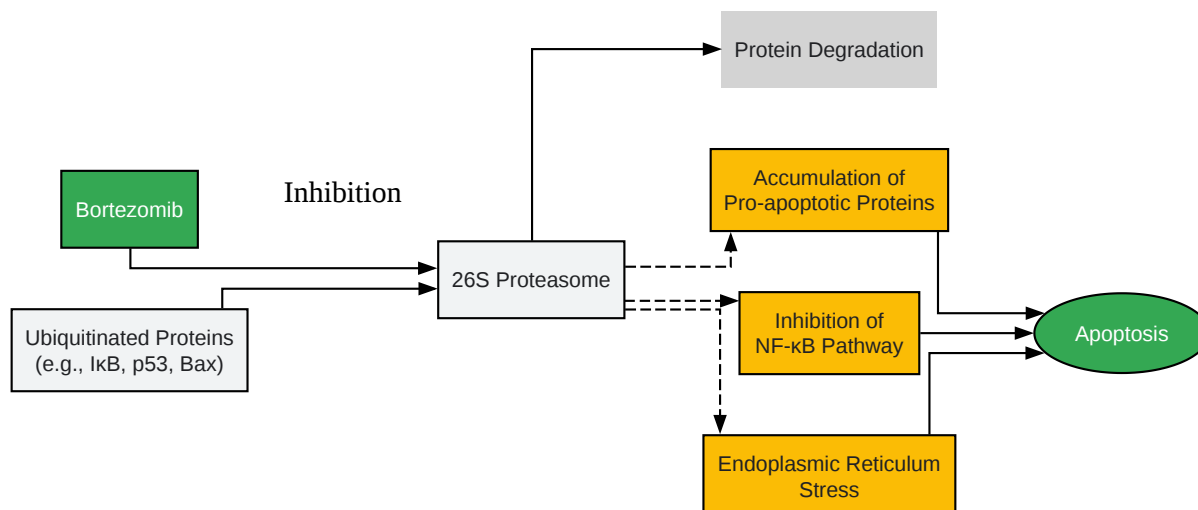 Protein Degradation
Accumulation of
Pro-apoptotic Proteins
Bortezomib
Inhibition
26S Proteasome
Ubiquitinated Proteins
(e.g., IκB, p53, Bax)
Inhibition of
NF-κB Pathway
Apoptosis
Endoplasmic Reticulum
Stress